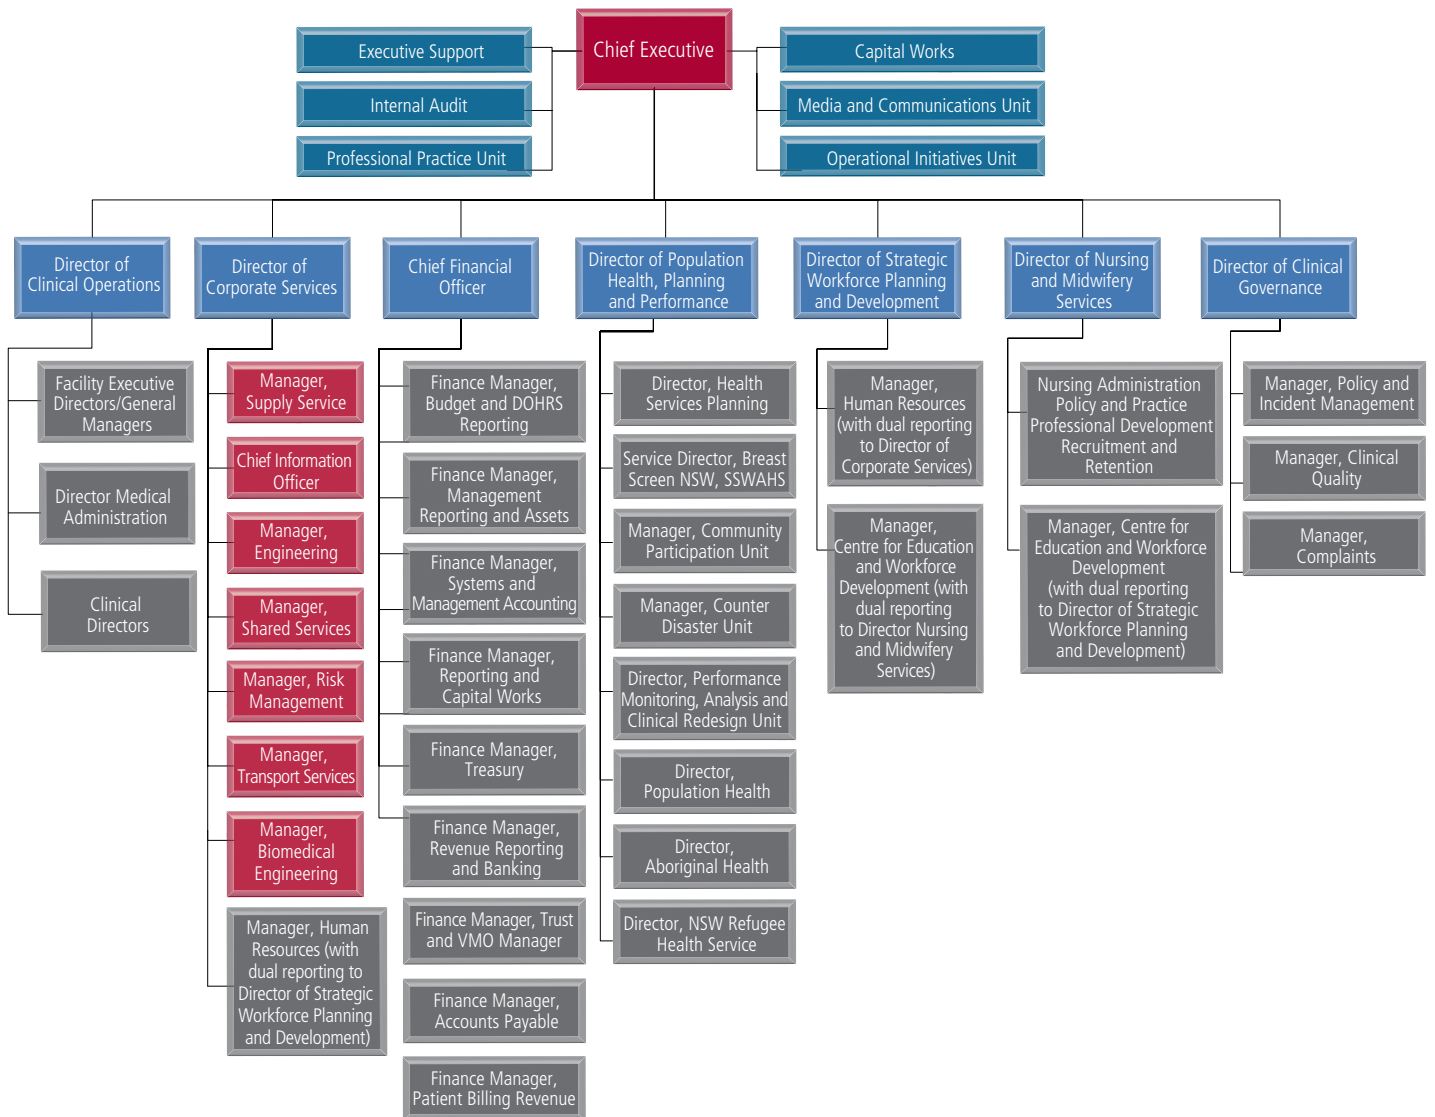 Chief Executive
Executive Support
Internal Audit
Professional Practice Unit
Capital Works
Media and Communications Unit
Operational Initiatives Unit
Director of
Clinical Operations
Director of
Corporate Services
Chief Financial
Officer
Director of Population
Health, Planning
and Performance
Director of Strategic
Workforce Planning
and Development
Director of Nursing
and Midwifery
Services
Director of Clinical
Governance
Facility Executive
Directors/General
Managers
Director Medical
Administration
Clinical
Directors
Manager,
Supply Service
Chief Information
Officer
Manager,
Engineering
Manager,
Shared Services
Manager, Risk
Management
Manager,
Transport Services
Manager,
Biomedical
Engineering
Manager, Human
Resources (with
dual reporting to
Director of Strategic
Workforce Planning
and Development)
Finance Manager,
Budget and DOHRS
Reporting
Finance Manager,
Management
Reporting and Assets
Finance Manager,
Systems and
Management Accounting
Finance Manager,
Reporting and
Capital Works
Finance Manager,
Treasury
Finance Manager,
Revenue Reporting
and Banking
Finance Manager, Trust
and VMO Manager
Finance Manager,
Accounts Payable
Finance Manager,
Patient Billing Revenue
Director, Health
Services Planning
Service Director, Breast
Screen NSW, SSWAHS
Manager, Community
Participation Unit
Manager, Counter
Disaster Unit
Director, Performance
Monitoring, Analysis and
Clinical Redesign Unit
Director,
Population Health
Director,
Aboriginal Health
Director, NSW Refugee
Health Service
Manager,
Human Resources
(with dual reporting
to Director of
Corporate Services)
Manager,
Centre for Education
and Workforce
Development (with
dual reporting
to Director Nursing
and Midwifery
Services)
Nursing Administration
Policy and Practice
Professional Development
Recruitment and
Retention
Manager, Centre for
Education and Workforce
Development
(with dual reporting
to Director of Strategic
Workforce Planning
and Development)
Manager, Policy and
Incident Management
Manager, Clinical
Quality
Manager,
Complaints